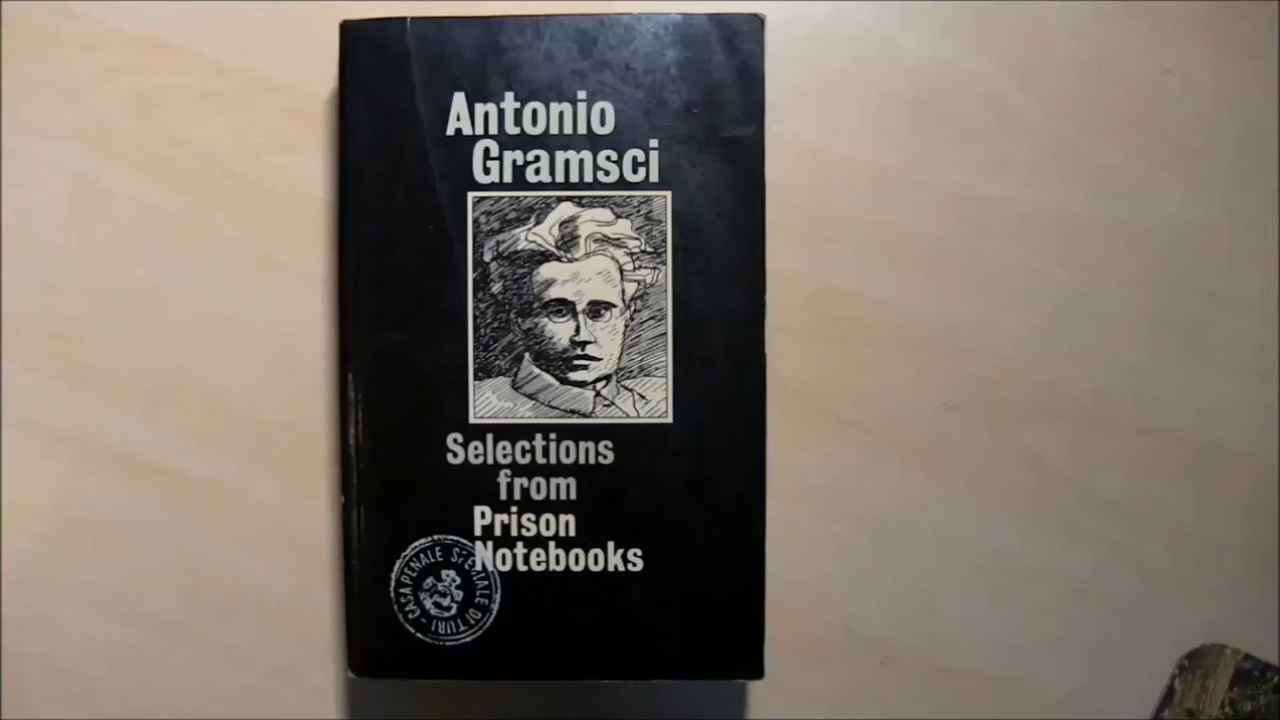 Antonio
Gramsci
Selections
from
Prison
Notebooks
CASA PENALE SPECIALE DI TURI -